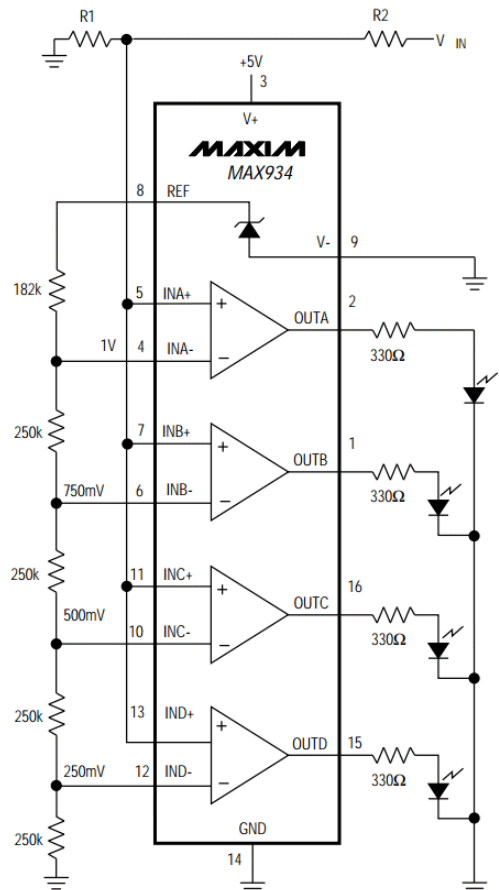 R1
R2
V IN
+5V
3
V+
MAXIM
MAX934
8 REF
V- 9
182k
5 INA+
OUTA 2
1V 4 INA-
330Ω
250k
7 INB+
OUTB 1
750mV 6 INB-
330Ω
250k
11 INC+
OUTC 16
500mV
10 INC-
330Ω
250k
13 IND+
OUTD 15
250mV 12 IND-
330Ω
250k
GND
14